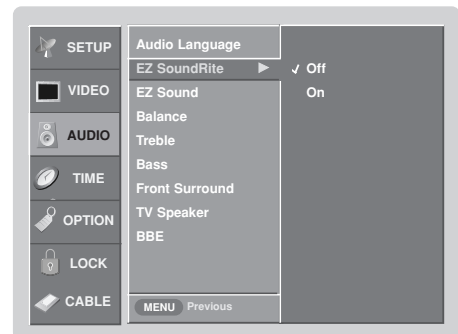 SETUP
VIDEO
AUDIO
TIME
OPTION
LOCK
CABLE
Audio Language
EZ SoundRite ▶
EZ Sound
Balance
Treble
Bass
Front Surround
TV Speaker
BBE
MENU Previous
✓ Off
On